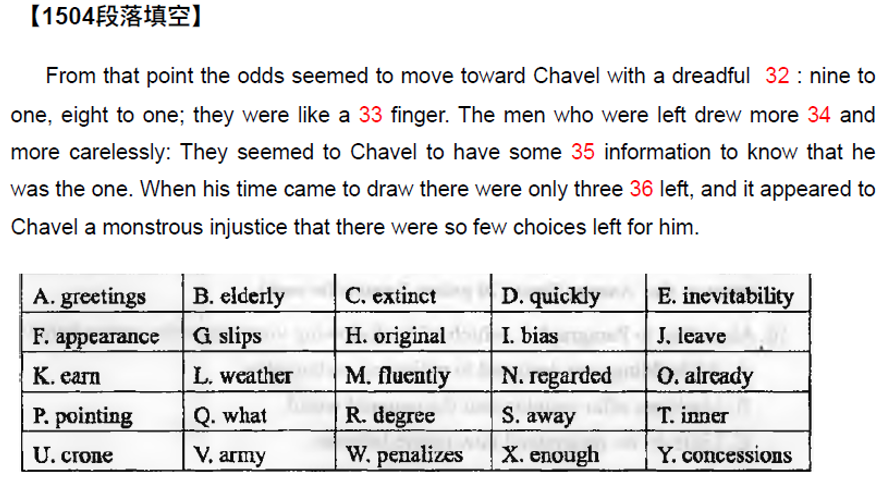 【1504段落填空】
From that point the odds seemed to move toward Chavel with a dreadful 32 : nine to
one, eight to one; they were like a 33 finger. The men who were left drew more 34 and
more carelessly: They seemed to Chavel to have some 35 information to know that he
was the one. When his time came to draw there were only three 36 left, and it appeared to
Chavel a monstrous injustice that there were so few choices left for him.
A. greetings B. elderly C. extinct D. quickly E. inevitability
F. appearance G slips H. original I. bias J. leave
K. earn L. weather M. fluently N. regarded O. already
P. pointing Q. what R. degree S. away T. inner
U. crone V. army W. penalizes X. enough Y. concessions